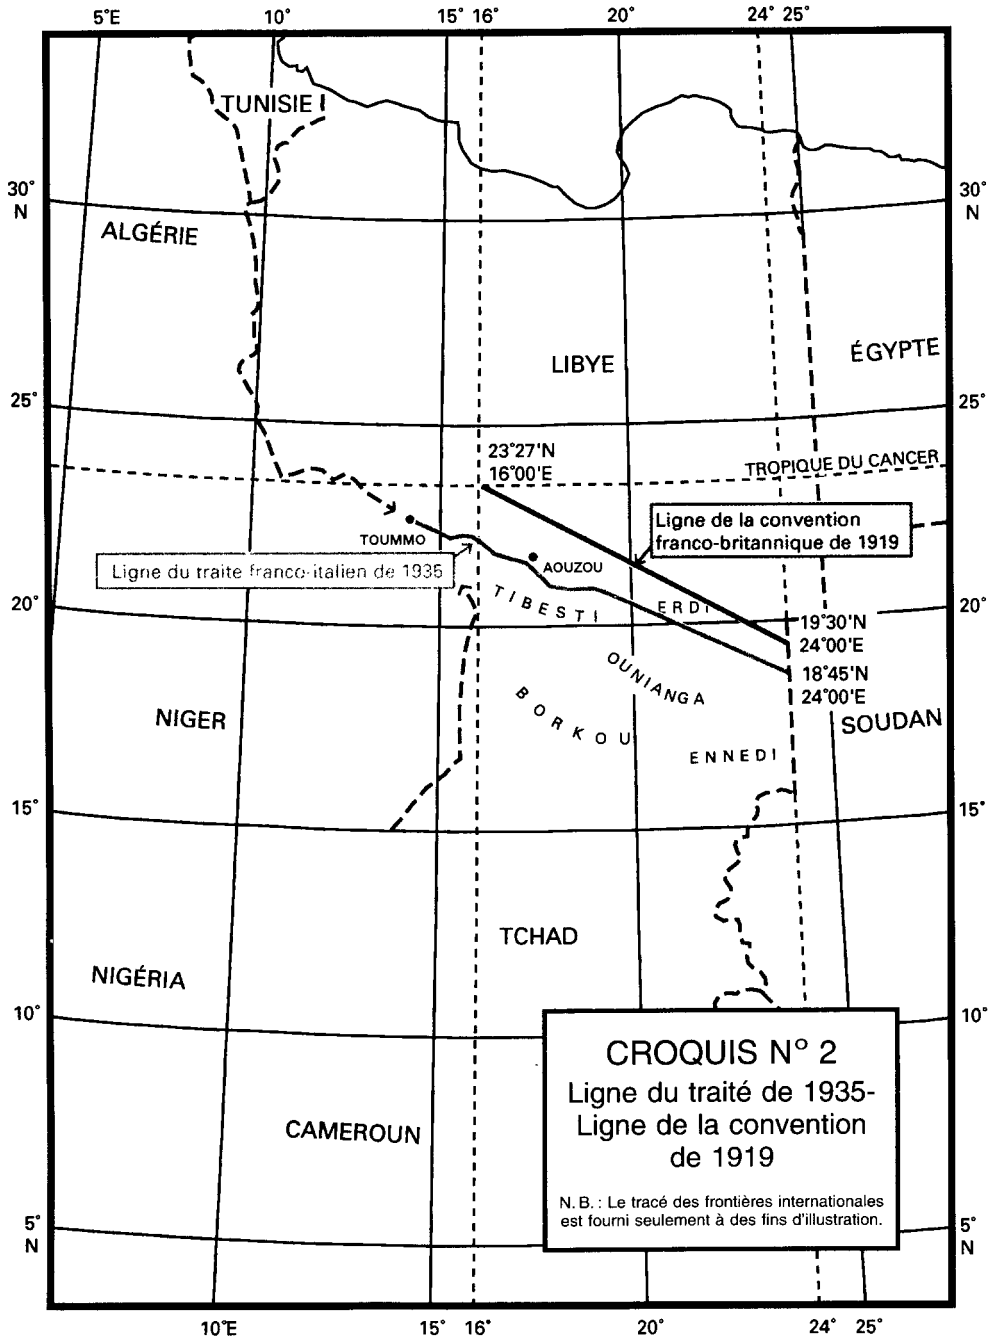 5°E 10° 15° 16° 20° 24° 25°
TUNISIE
30°
N
30°
N
ALGÉRIE
LIBYE
ÉGYPTE
25°
25°
23°27'N
16°00'E
TROPIQUE DU CANCER
Ligne de la convention
franco-britannique de 1919
TOUMMO
AOUZOU
Ligne du traite franco-italien de 1935
20°
20°
TIBESTI
ERDI
19°30'N
24°00'E
OUNIANGA
18°45'N
24°00'E
BORKOU
NIGER
SOUDAN
ENNEDI
15°
15°
TCHAD
NIGÉRIA
10°
10°
CROQUIS N° 2
Ligne du traité de 1935-
Ligne de la convention
de 1919
N.B. : Le tracé des frontières internationales
est fourni seulement à des fins d'illustration.
CAMEROUN
5°
N
5°
N
10°E 15° 16° 20° 24° 25°